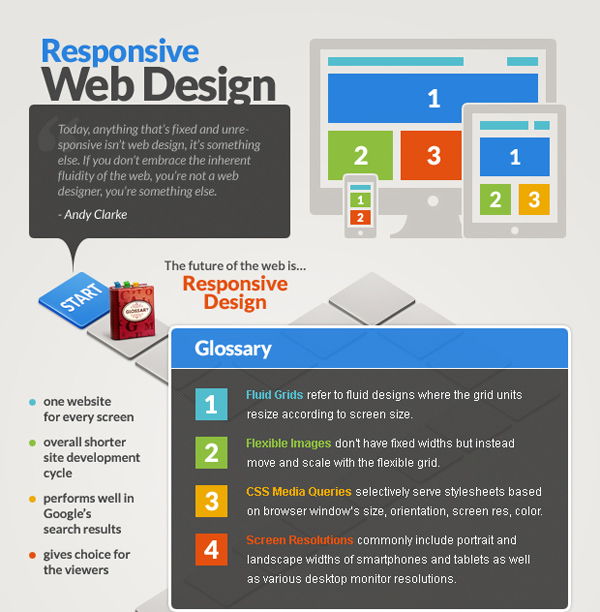 Responsive
Web Design
Today, anything that's fixed and unre-
sponsive isn't web design, it's something
else. If you don't embrace the inherent
fluidity of the web, you're not a web
designer, you're something else.
- Andy Clarke
1
2
3
1
2
3
1
2
START
GLOSSARY
The future of the web is...
Responsive
Design
one website
for every screen
overall shorter
site development
cycle
performs well in
Google's
search results
gives choice for
the viewers
Glossary
1
Fluid Grids refer to fluid designs where the grid units
resize according to screen size.
2
Flexible Images don't have fixed widths but instead
move and scale with the flexible grid.
3
CSS Media Queries selectively serve stylesheets based
on browser window's size, orientation, screen res, color.
4
Screen Resolutions commonly include portrait and
landscape widths of smartphones and tablets as well
as various desktop monitor resolutions.